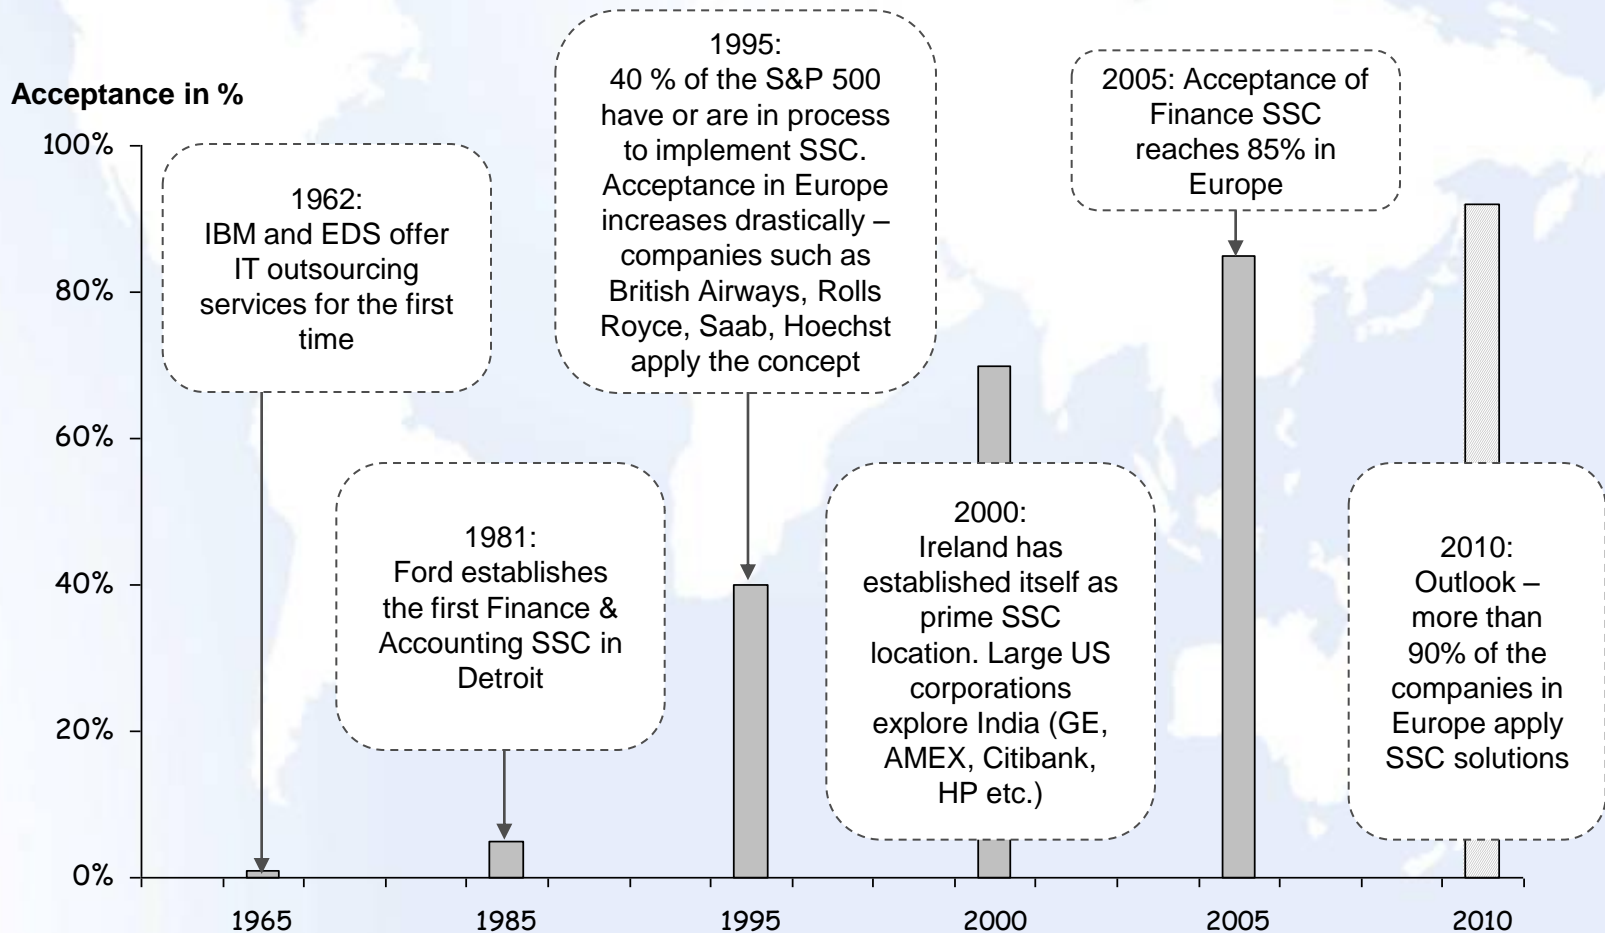 Acceptance in %
100%
80%
60%
40%
20%
0%
1962:
IBM and EDS offer
IT outsourcing
services for the first
time
1981:
Ford establishes
the first Finance &
Accounting SSC in
Detroit
1995:
40 % of the S&P 500
have or are in process
to implement SSC.
Acceptance in Europe
increases drastically –
companies such as
British Airways, Rolls
Royce, Saab, Hoechst
apply the concept
2000:
Ireland has
established itself as
prime SSC
location. Large US
corporations
explore India (GE,
AMEX, Citibank,
HP etc.)
2005: Acceptance of
Finance SSC
reaches 85% in
Europe
2010:
Outlook –
more than
90% of the
companies in
Europe apply
SSC solutions
1965
1985
1995
2000
2005
2010